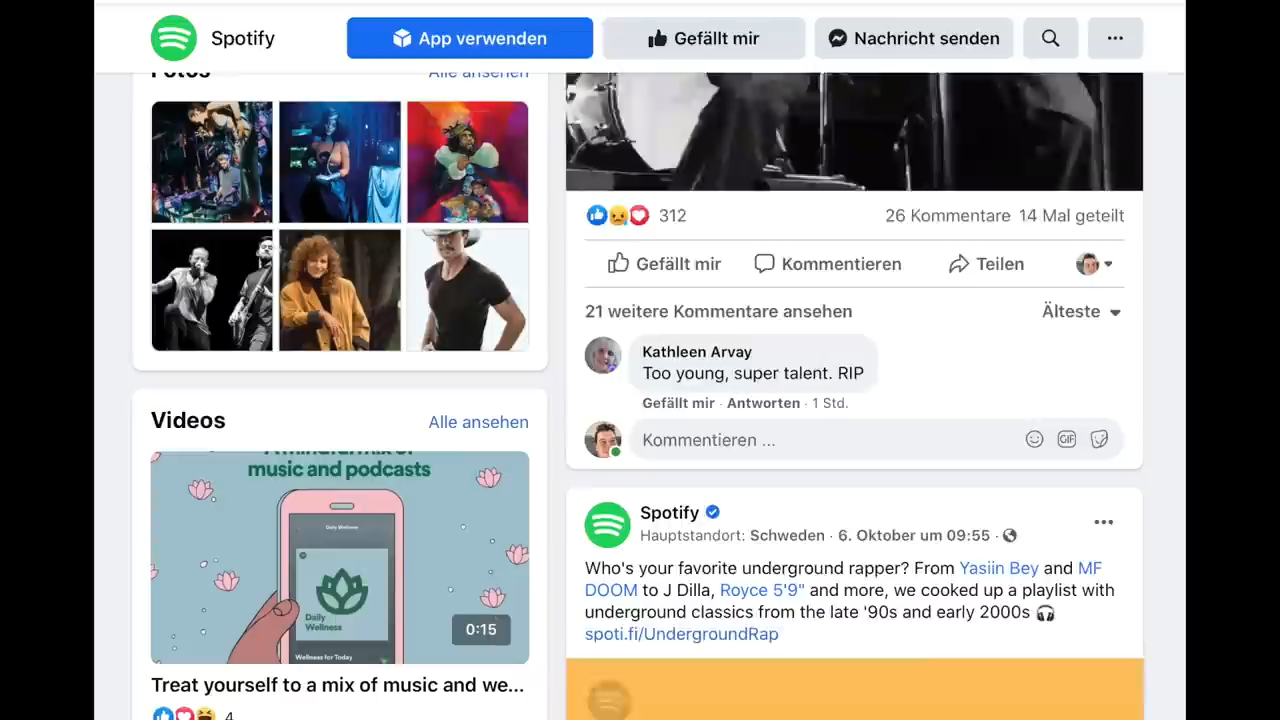 Spotify
App verwenden
Gefällt mir
Nachricht senden
Fotos
Alle ansehen
Videos
Alle ansehen
music and podcasts
Daily Wellness
Daily
Wellness
Wellness for Today
0:15
Treat yourself to a mix of music and we...
4
312
26 Kommentare 14 Mal geteilt
Gefällt mir
Kommentieren
Teilen
21 weitere Kommentare ansehen
Älteste
Kathleen Arvay
Too young, super talent. RIP
Gefällt mir · Antworten · 1 Std.
Kommentieren ...
GIF
Spotify
Hauptstandort: Schweden · 6. Oktober um 09:55 ·
Who's your favorite underground rapper? From Yasiin Bey and MF
DOOM to J Dilla, Royce 5'9" and more, we cooked up a playlist with
underground classics from the late '90s and early 2000s 🎧
spoti.fi/UndergroundRap